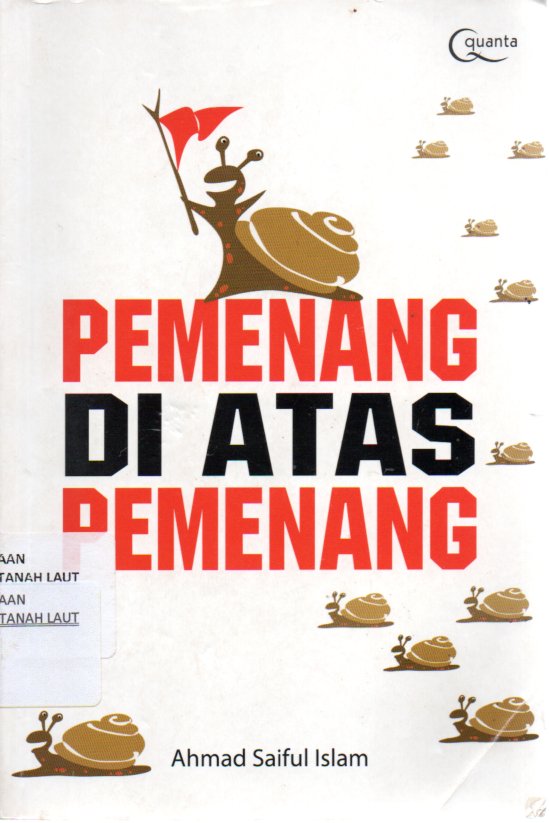 quanta
PEMENANG
DI ATAS
PEMENANG
AAN
TANAH LAUT
AAN
TANAH LAUT
Ahmad Saiful Islam